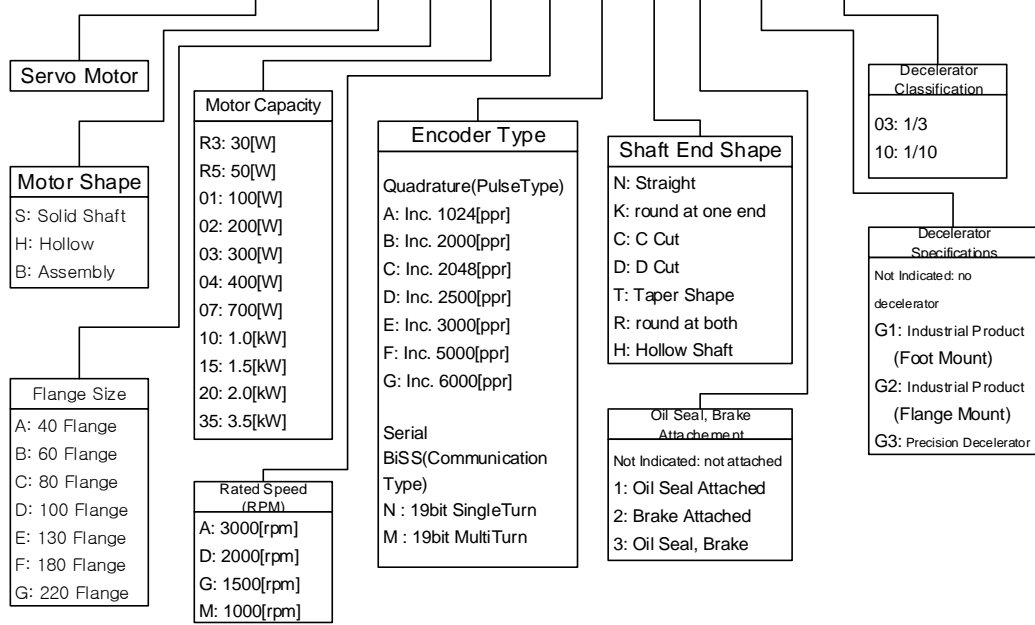 Servo Motor
Motor Shape
S: Solid Shaft
H: Hollow
B: Assembly
Flange Size
A: 40 Flange
B: 60 Flange
C: 80 Flange
D: 100 Flange
E: 130 Flange
F: 180 Flange
G: 220 Flange
Motor Capacity
R3: 30[W]
R5: 50[W]
01: 100[W]
02: 200[W]
03: 300[W]
04: 400[W]
07: 700[W]
10: 1.0[kW]
15: 1.5[kW]
20: 2.0[kW]
35: 3.5[kW]
Rated Speed
(RPM)
A: 3000[rpm]
D: 2000[rpm]
G: 1500[rpm]
M: 1000[rpm]
Encoder Type
Quadrature(PulseType)
A: Inc. 1024[ppr]
B: Inc. 2000[ppr]
C: Inc. 2048[ppr]
D: Inc. 2500[ppr]
E: Inc. 3000[ppr]
F: Inc. 5000[ppr]
G: Inc. 6000[ppr]
Serial
BiSS(Communication
Type)
N : 19bit SingleTurn
M : 19bit MultiTurn
Shaft End Shape
N: Straight
K: round at one end
C: C Cut
D: D Cut
T: Taper Shape
R: round at both
H: Hollow Shaft
Oil Seal, Brake
Attachement
Not Indicated: not attached
1: Oil Seal Attached
2: Brake Attached
3: Oil Seal, Brake
Decelerator
Classification
03: 1/3
10: 1/10
Decelerator
Specifications
Not Indicated: no
decelerator
G1: Industrial Product
(Foot Mount)
G2: Industrial Product
(Flange Mount)
G3: Precision Decelerator